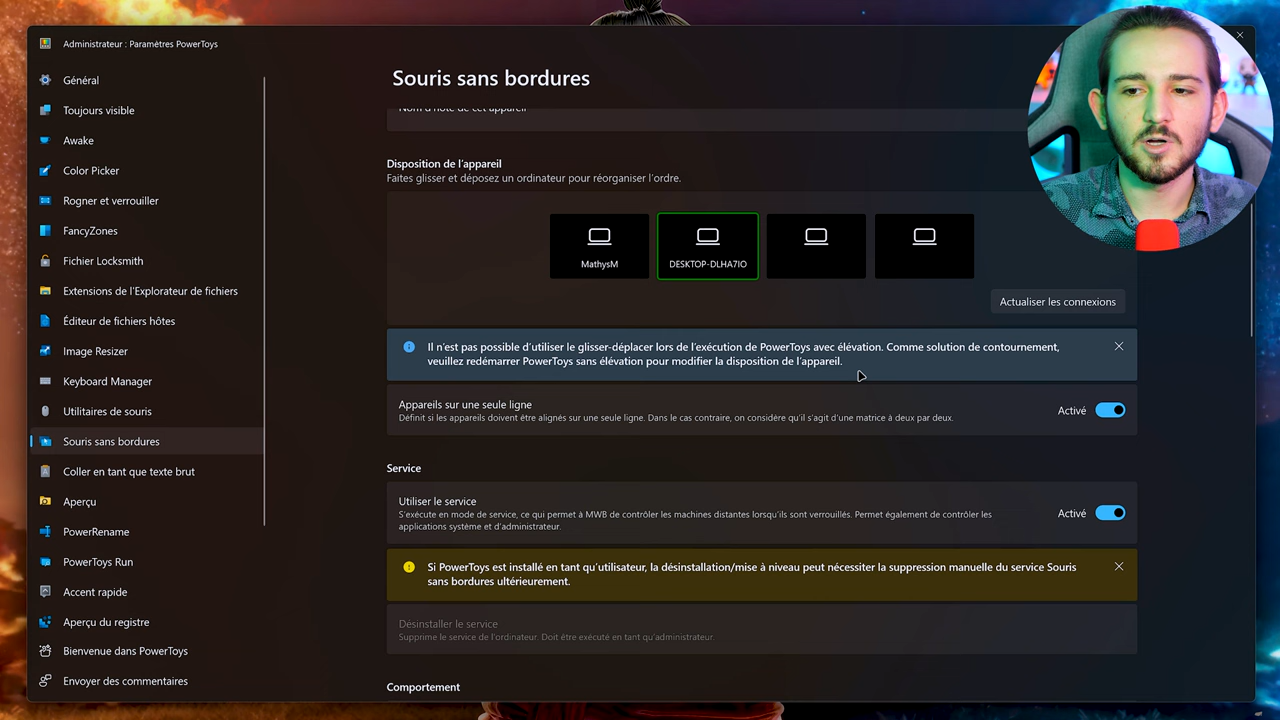 Administrateur : Paramètres PowerToys
Général
Toujours visible
Awake
Color Picker
Rogner et verrouiller
FancyZones
Fichier Locksmith
Extensions de l'Explorateur de fichiers
Éditeur de fichiers hôtes
Image Resizer
Keyboard Manager
Utilitaires de souris
Souris sans bordures
Coller en tant que texte brut
Aperçu
PowerRename
PowerToys Run
Accent rapide
Aperçu du registre
Bienvenue dans PowerToys
Envoyer des commentaires
Souris sans bordures
Nom d'hôte de cet appareil
Disposition de l'appareil
Faites glisser et déposez un ordinateur pour réorganiser l'ordre.
MathysM
DESKTOP-DLHA7IO
Actualiser les connexions
Il n'est pas possible d'utiliser le glisser-déplacer lors de l'exécution de PowerToys avec élévation. Comme solution de contournement,
veuillez redémarrer PowerToys sans élévation pour modifier la disposition de l'appareil.
Appareils sur une seule ligne
Définit si les appareils doivent être alignés sur une seule ligne. Dans le cas contraire, on considère qu'il s'agit d'une matrice à deux par deux.
Activé
Service
Utiliser le service
S'exécute en mode de service, ce qui permet à MWB de contrôler les machines distantes lorsqu'ils sont verrouillés. Permet également de contrôler les
applications système et d'administrateur.
Activé
Si PowerToys est installé en tant qu'utilisateur, la désinstallation/mise à niveau peut nécessiter la suppression manuelle du service Souris
sans bordures ultérieurement.
Désinstaller le service
Supprime le service de l'ordinateur. Doit être exécuté en tant qu'administrateur.
Comportement